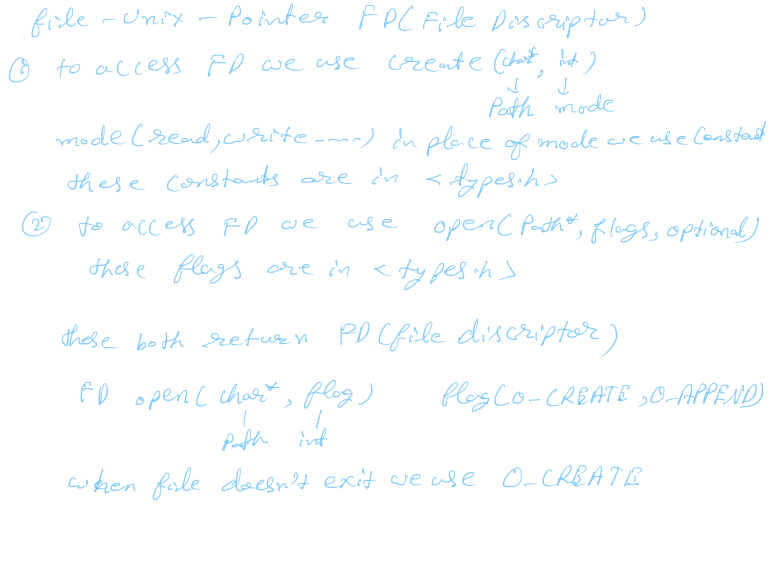 file - Unix - Pointer FD( File Discriptor)
① to access FD we use create (char*, int)
↓ ↓
Path mode
mode (read, write ----) in place of mode we use Constant
these constants are in <types.h>
② to access FD we use open( Path*, flags, optional)
these flags are in <types.h>
these both return FD (file discriptor)
FD open( char*, flag) flag(O_CREATE, O_APPEND)
| |
Path int
when file doesn't exit we use O_CREATE